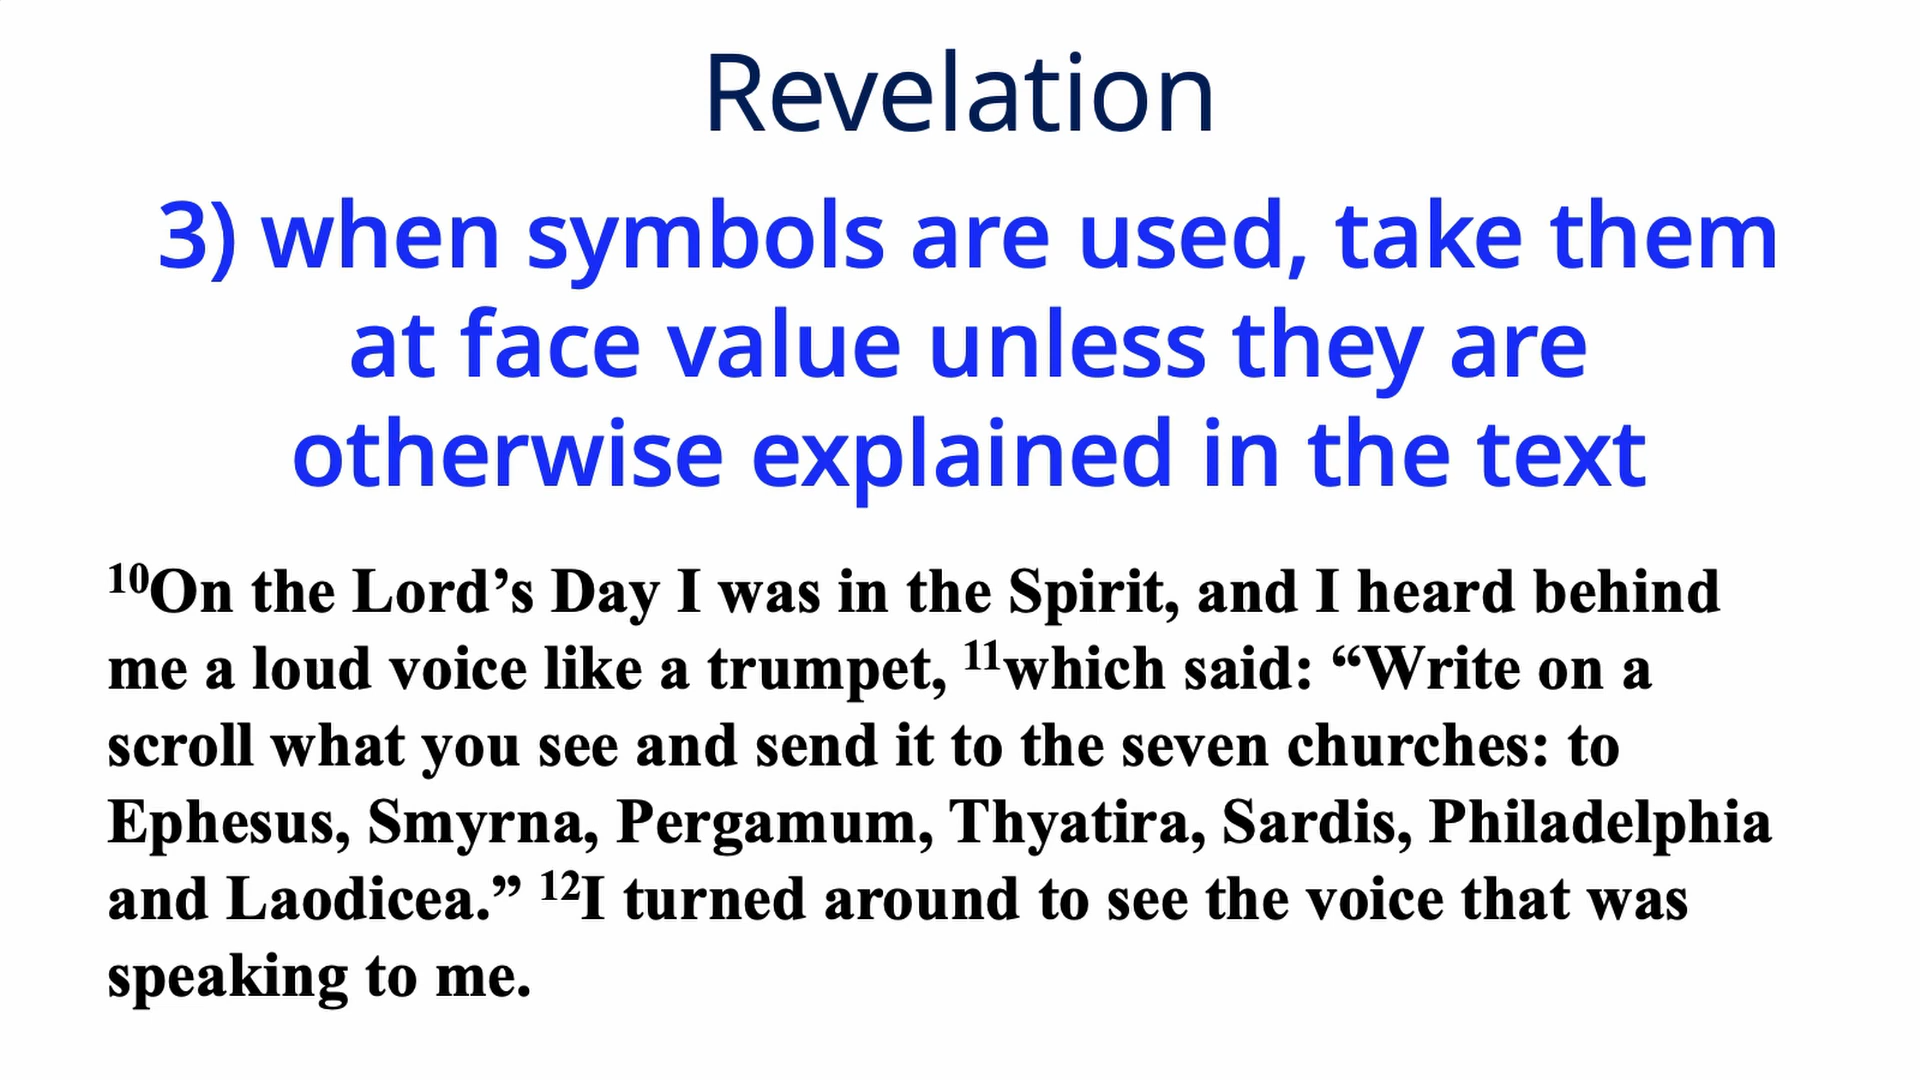 Revelation
3) when symbols are used, take them
at face value unless they are
otherwise explained in the text
¹⁰On the Lord’s Day I was in the Spirit, and I heard behind
me a loud voice like a trumpet, ¹¹which said: “Write on a
scroll what you see and send it to the seven churches: to
Ephesus, Smyrna, Pergamum, Thyatira, Sardis, Philadelphia
and Laodicea.” ¹²I turned around to see the voice that was
speaking to me.